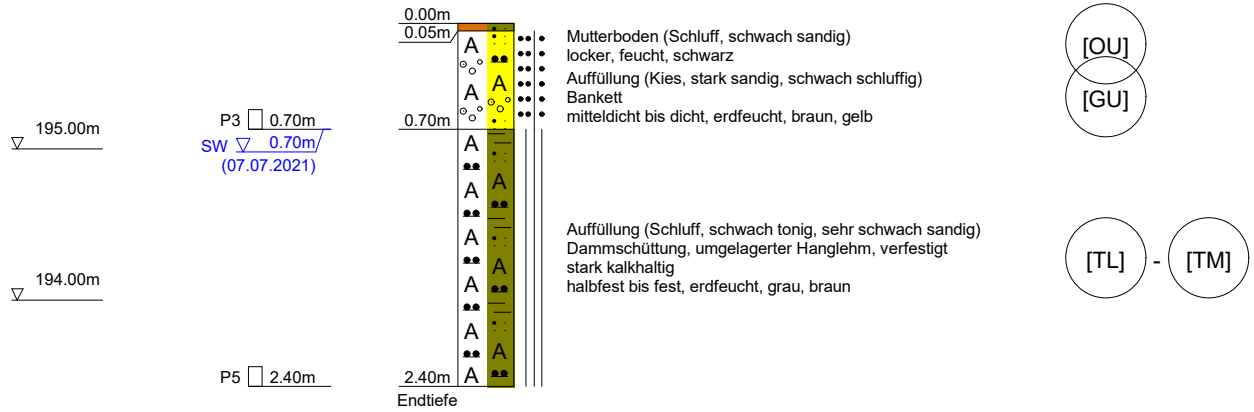 0.00m
0.05m
A
Mutterboden (Schluff, schwach sandig)
locker, feucht, schwarz
[OU]
A
A
Auffüllung (Kies, stark sandig, schwach schluffig)
Bankett
mitteldicht bis dicht, erdfeucht, braun, gelb
[GU]
195.00m
P3 0.70m
0.70m
SW 0.70m
(07.07.2021)
A
A
A
A
Auffüllung (Schluff, schwach tonig, sehr schwach sandig)
Dammschüttung, umgelagerter Hanglehm, verfestigt
stark kalkhaltig
halbfest bis fest, erdfeucht, grau, braun
[TL] - [TM]
194.00m
A
A
A
A
A
P5 2.40m
2.40m
A
Endtiefe